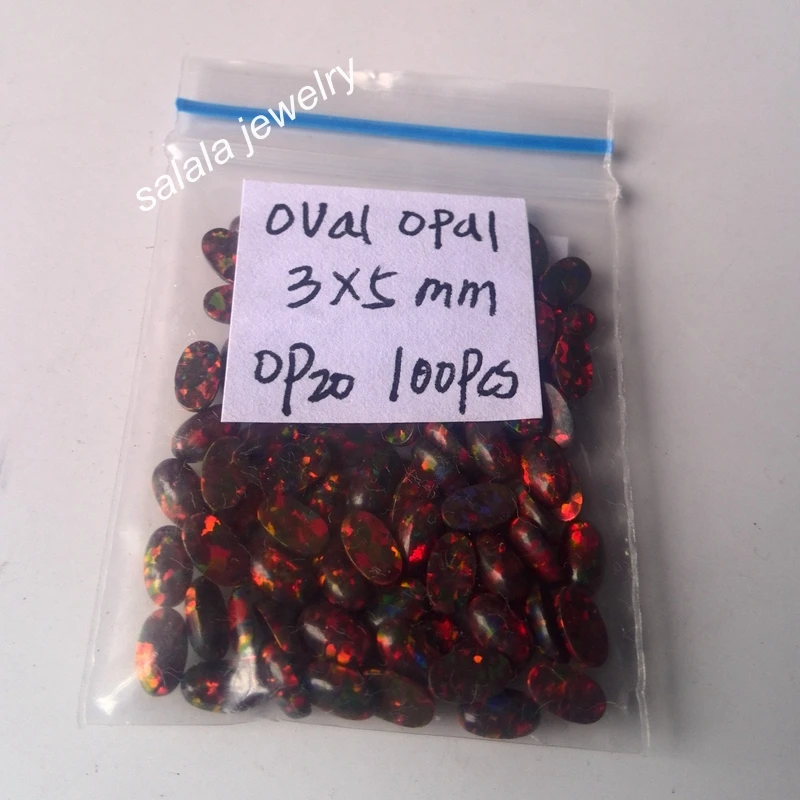 salala jewelry
oval opal
3x5 mm
OP20 100Pcs